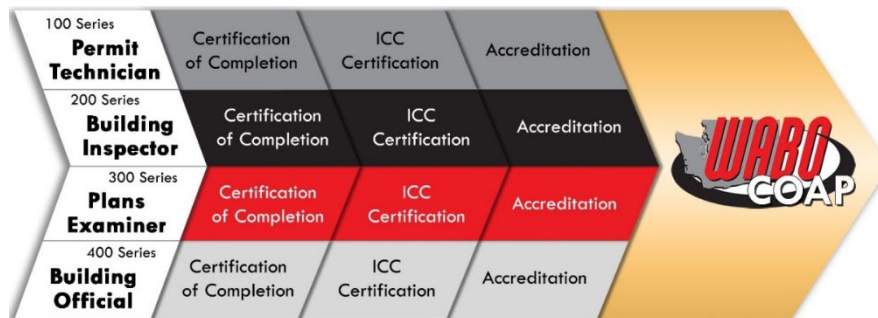 100 Series
Permit
Technician
Certification
of Completion
ICC
Certification
Accreditation
200 Series
Building
Inspector
Certification
of Completion
ICC
Certification
Accreditation
300 Series
Plans
Examiner
Certification
of Completion
ICC
Certification
Accreditation
400 Series
Building
Official
Certification
of Completion
ICC
Certification
Accreditation
WABO
COAP